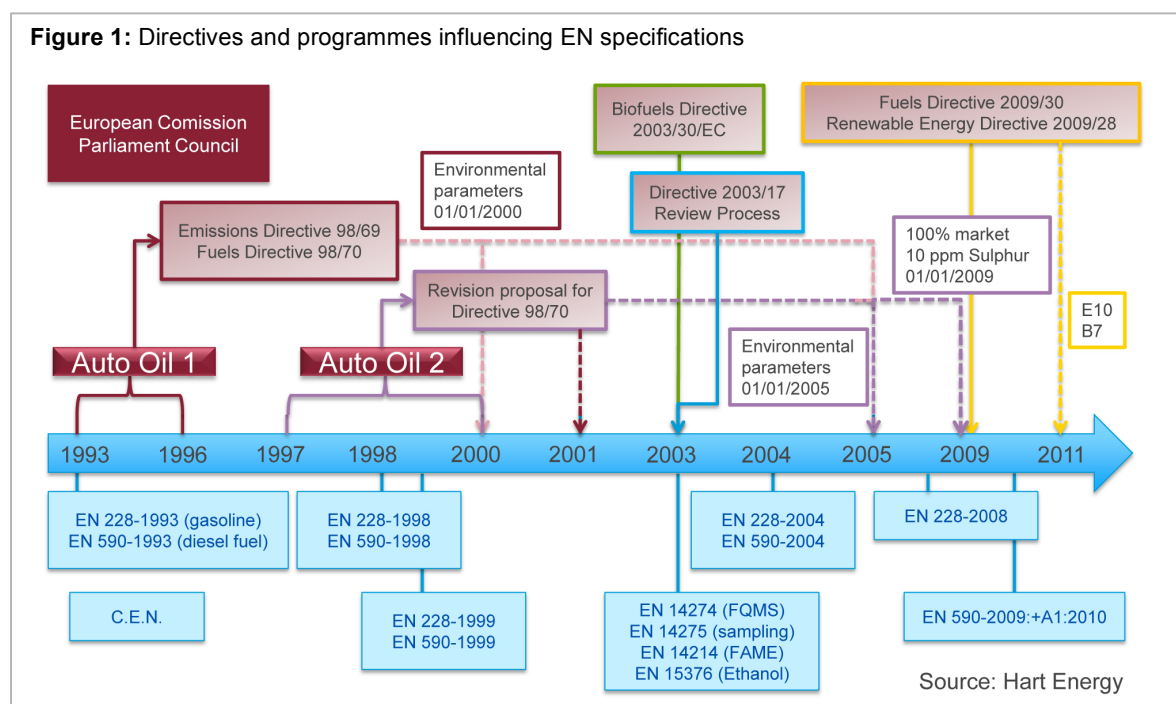 Figure 1: Directives and programmes influencing EN specifications
European Comission
Parliament Council
Biofuels Directive
2003/30/EC
Fuels Directive 2009/30
Renewable Energy Directive 2009/28
Environmental
parameters
01/01/2000
Directive 2003/17
Review Process
Emissions Directive 98/69
Fuels Directive 98/70
100% market
10 ppm Sulphur
01/01/2009
Revision proposal for
Directive 98/70
E10
B7
Auto Oil 1
Auto Oil 2
Environmental
parameters
01/01/2005
1993 1996 1997 1998 2000 2001 2003 2004 2005 2009 2011
EN 228-1993 (gasoline)
EN 590-1993 (diesel fuel)
EN 228-1998
EN 590-1998
EN 228-2004
EN 590-2004
EN 228-2008
C.E.N.
EN 228-1999
EN 590-1999
EN 14274 (FQMS)
EN 14275 (sampling)
EN 14214 (FAME)
EN 15376 (Ethanol)
EN 590-2009:+A1:2010
Source: Hart Energy